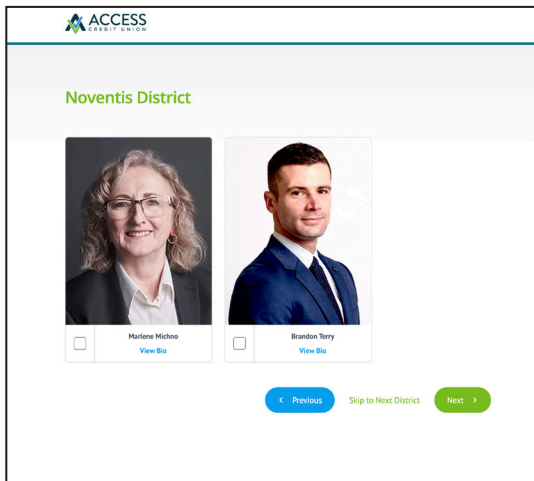 ACCESS
CREDIT UNION
Noventis District
Marlene Michno
View Bio
Brandon Terry
View Bio
< Previous
Skip to Next District
Next >